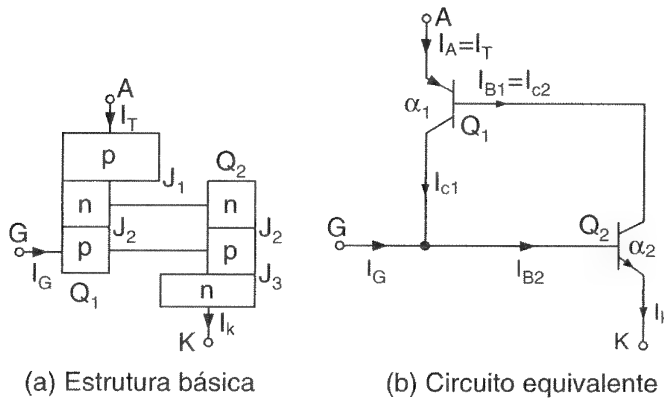 A
I_T
p
J_1
Q_2
n
n
J_2
J_2
G
p
p
I_G
J_3
Q_1
n
I_k
K
(a) Estrutura básica
A
I_A=I_T
I_B1=I_c2
α_1
Q_1
I_c1
G
Q_2
α_2
I_G
I_B2
K
(b) Circuito equivalente